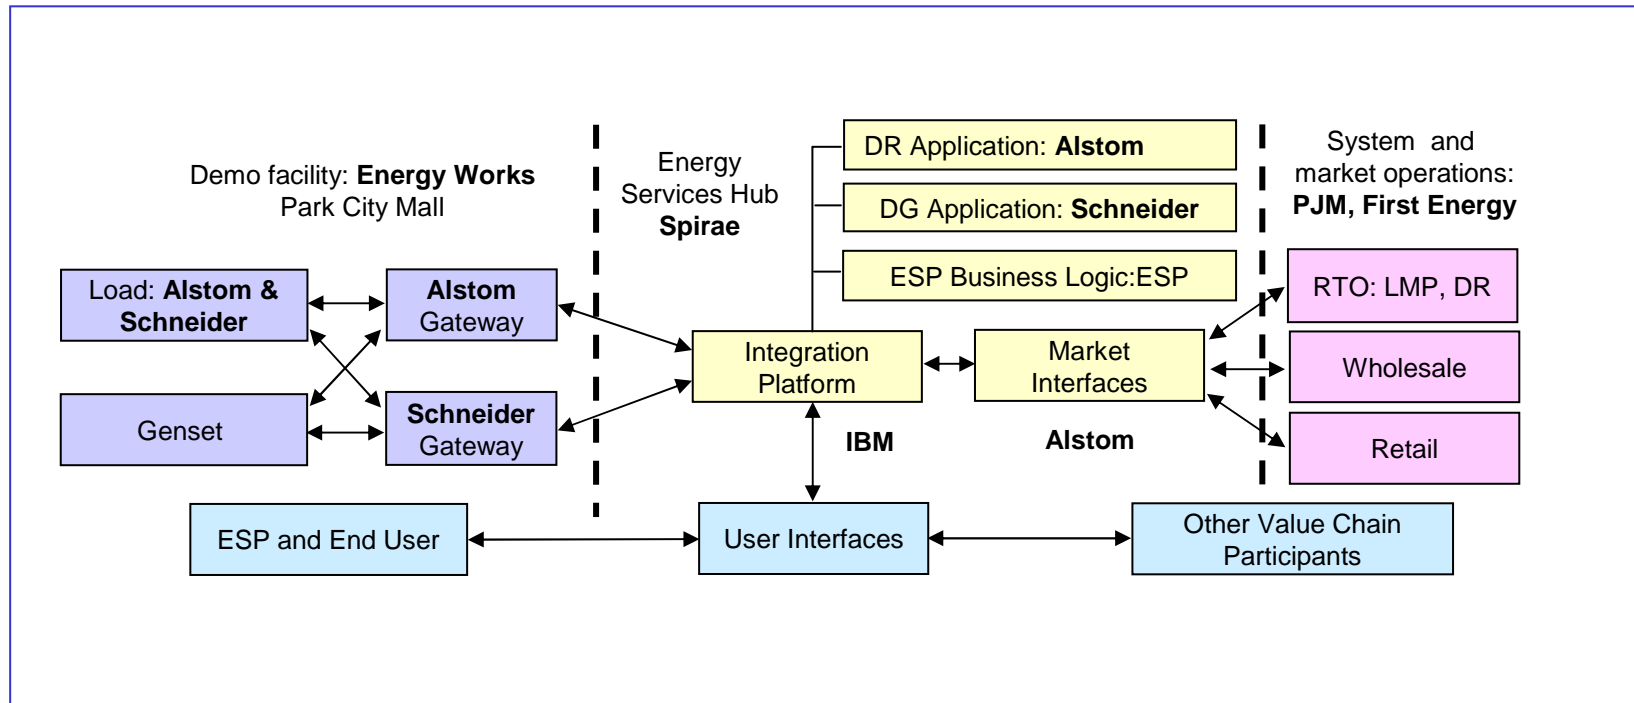 Demo facility: Energy Works
Park City Mall
Energy
Services Hub
Spirae
DR Application: Alstom
DG Application: Schneider
ESP Business Logic:ESP
System and
market operations:
PJM, First Energy
Load: Alstom &
Schneider
Alstom
Gateway
Genset
Schneider
Gateway
Integration
Platform
Market
Interfaces
RTO: LMP, DR
Wholesale
Retail
IBM
Alstom
ESP and End User
User Interfaces
Other Value Chain
Participants